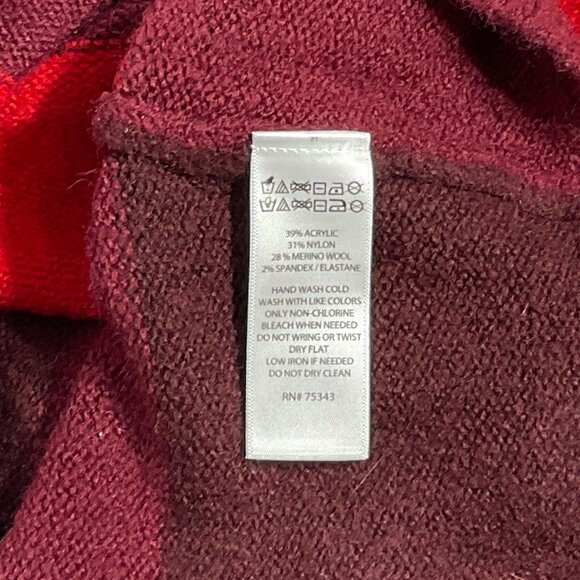 39% ACRYLIC
31% NYLON
28 % MERINO WOOL
2% SPANDEX / ELASTANE
HAND WASH COLD
WASH WITH LIKE COLORS
ONLY NON-CHLORINE
BLEACH WHEN NEEDED
DO NOT WRING OR TWIST
DRY FLAT
LOW IRON IF NEEDED
DO NOT DRY CLEAN
RN# 75343